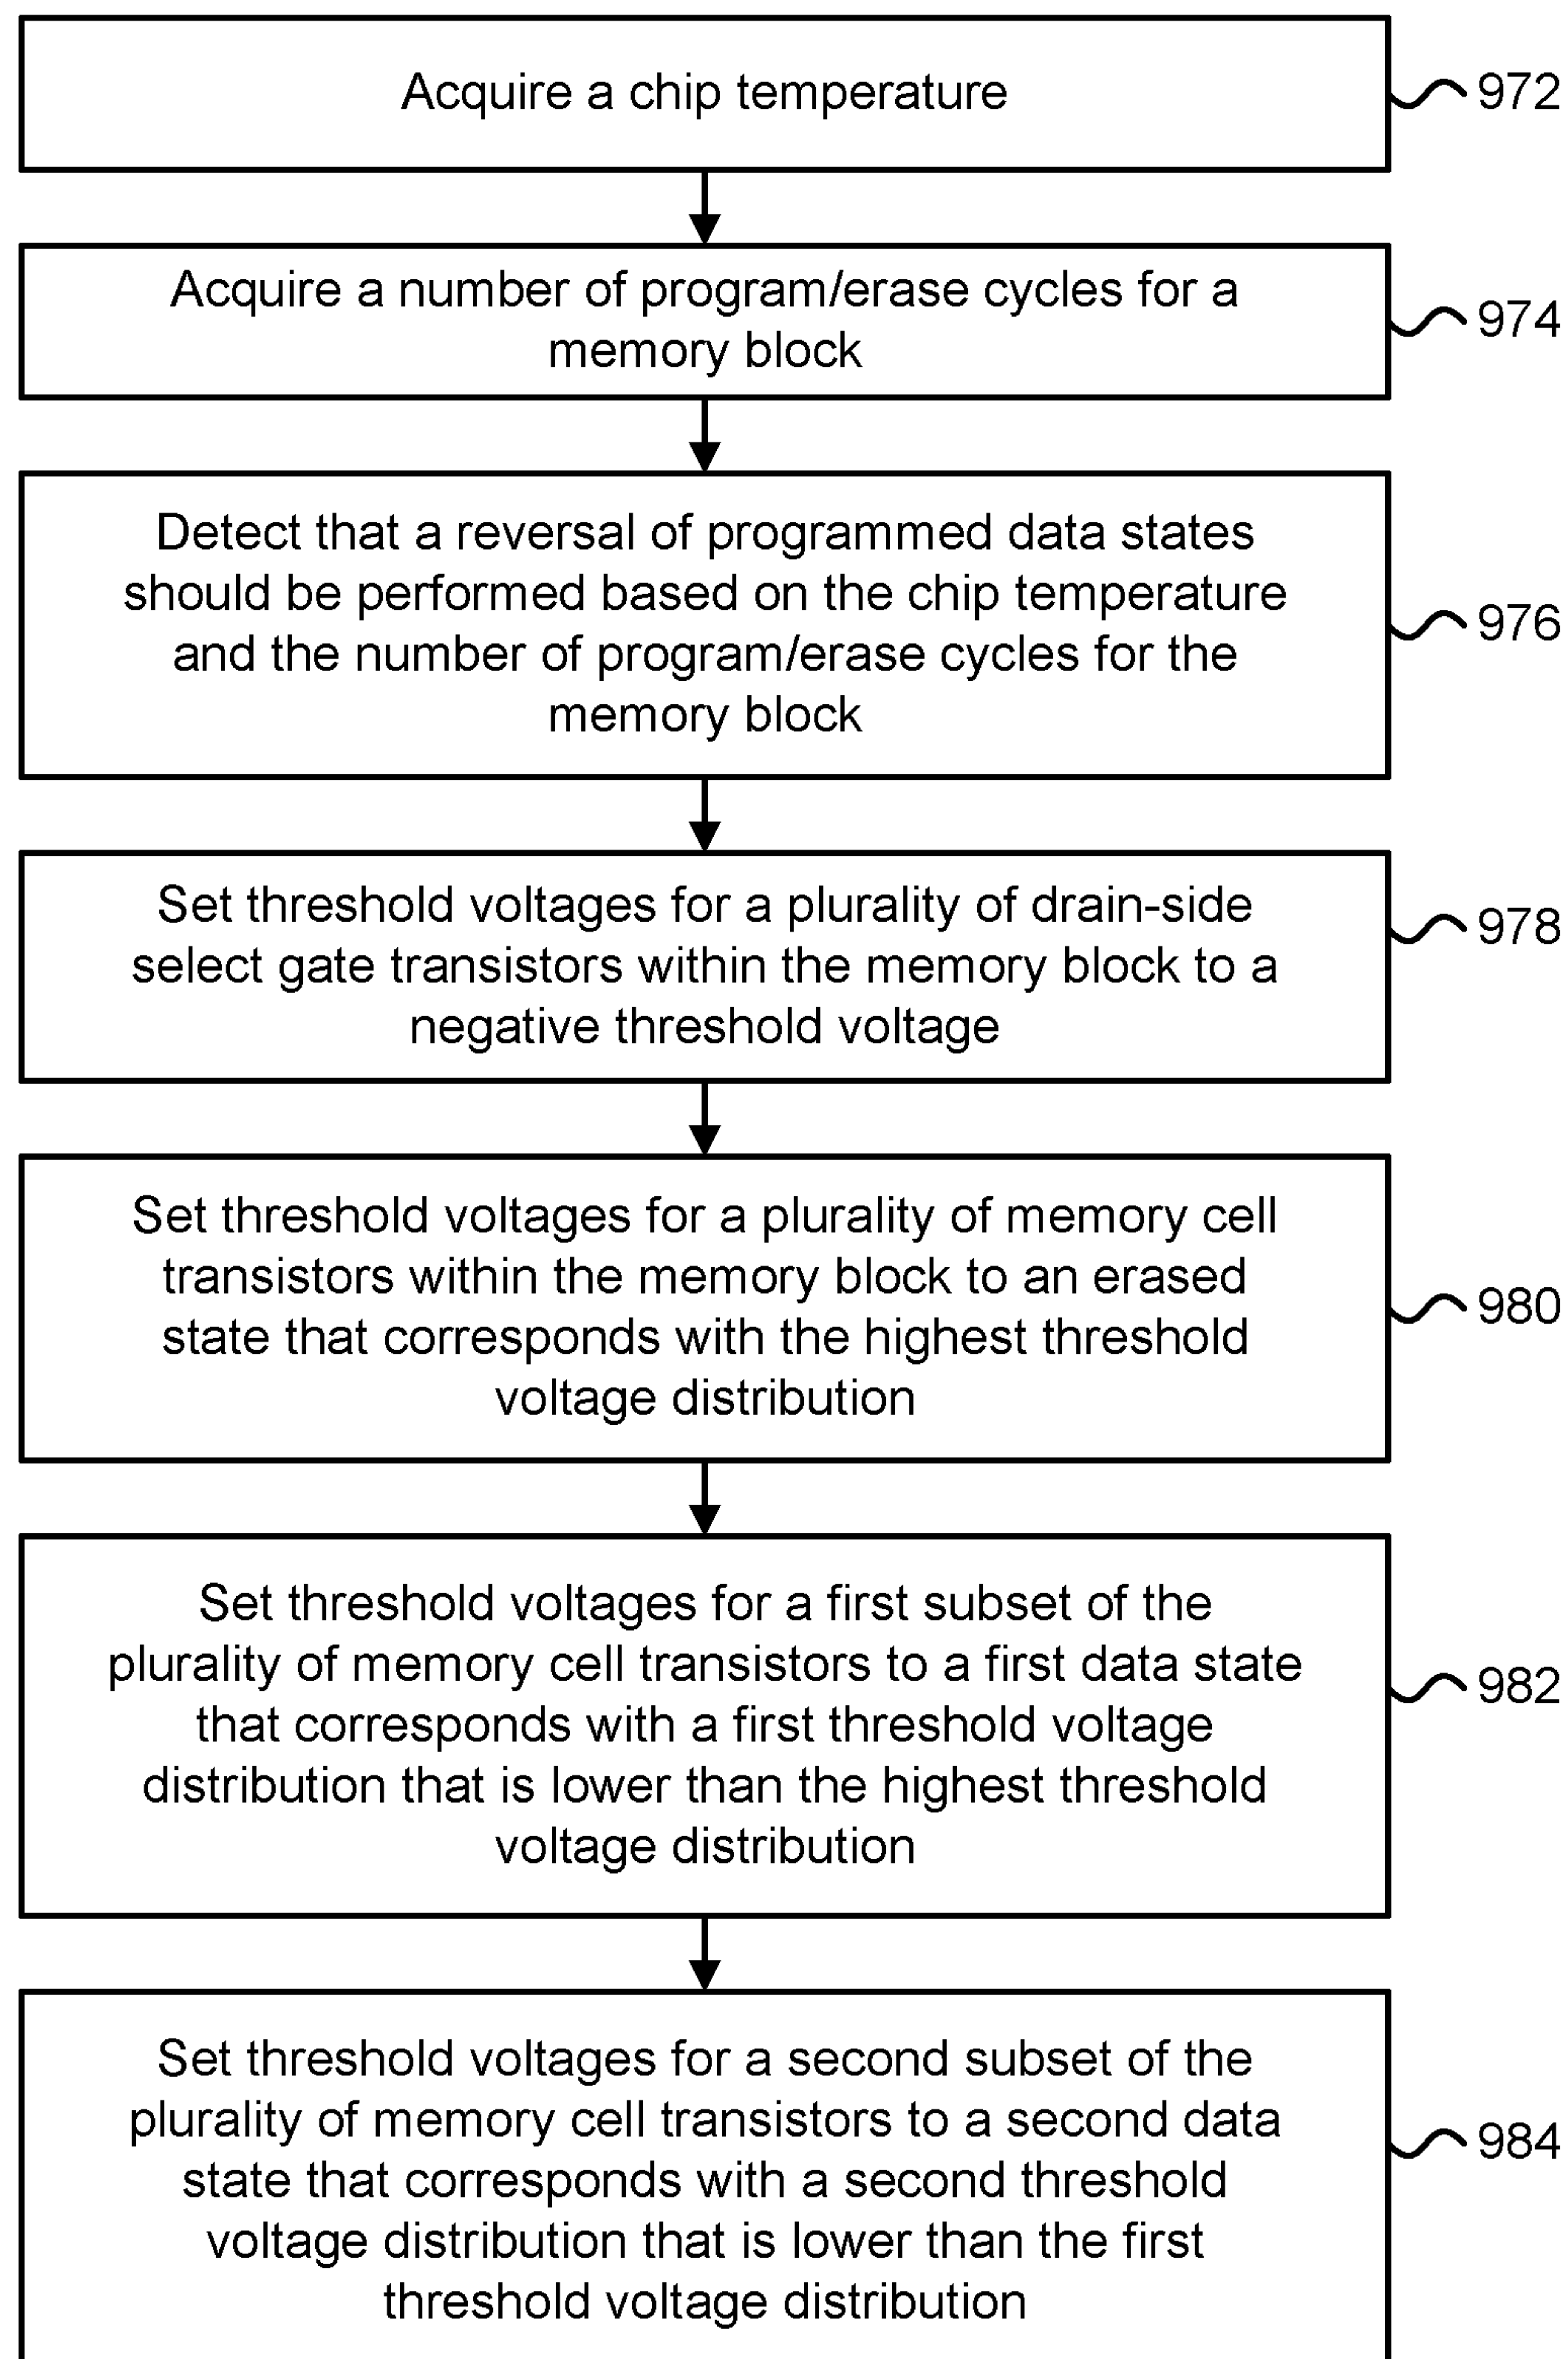 Acquire a chip temperature
972
Acquire a number of program/erase cycles for a
memory block
974
Detect that a reversal of programmed data states
should be performed based on the chip temperature
and the number of program/erase cycles for the
memory block
976
Set threshold voltages for a plurality of drain-side
select gate transistors within the memory block to a
negative threshold voltage
978
Set threshold voltages for a plurality of memory cell
transistors within the memory block to an erased
state that corresponds with the highest threshold
voltage distribution
980
Set threshold voltages for a first subset of the
plurality of memory cell transistors to a first data state
that corresponds with a first threshold voltage
distribution that is lower than the highest threshold
voltage distribution
982
Set threshold voltages for a second subset of the
plurality of memory cell transistors to a second data
state that corresponds with a second threshold
voltage distribution that is lower than the first
threshold voltage distribution
984